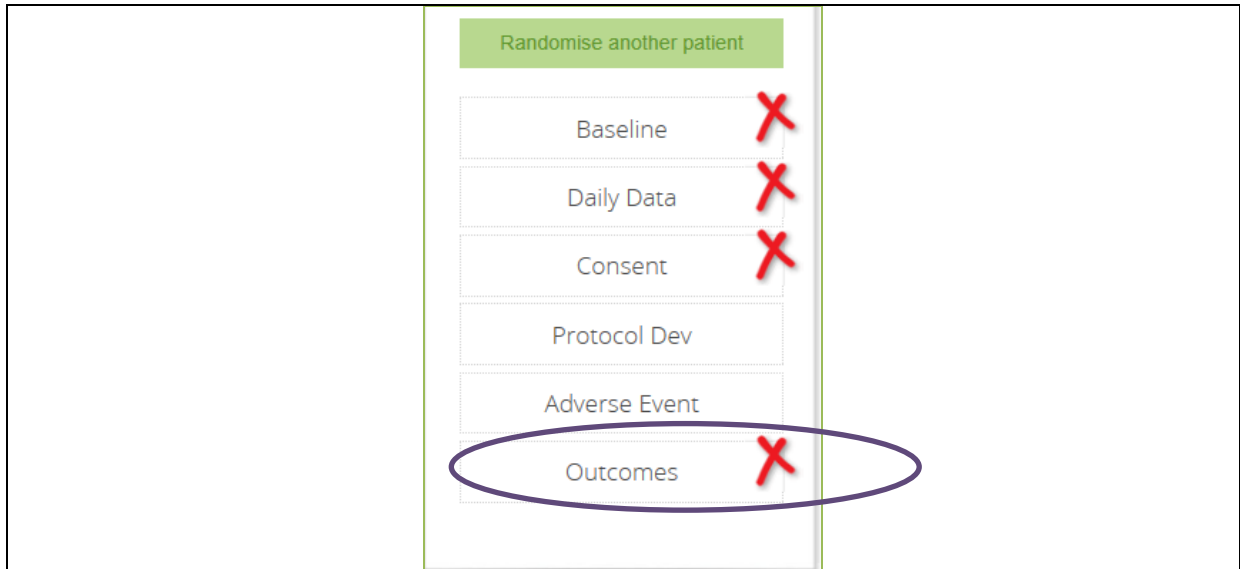 Randomise another patient
Baseline
Daily Data
Consent
Protocol Dev
Adverse Event
Outcomes